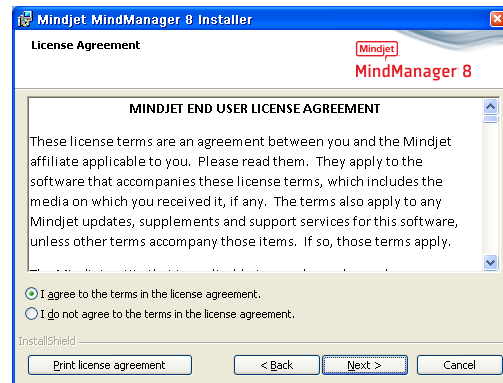 Mindjet MindManager 8 Installer
License Agreement
Mindjet
MindManager 8
MINDJET END USER LICENSE AGREEMENT
These license terms are an agreement between you and the Mindjet
affiliate applicable to you.  Please read them.  They apply to the
software that accompanies these license terms, which includes the
media on which you received it, if any.  The terms also apply to any
Mindjet updates, supplements and support services for this software,
unless other terms accompany those items.  If so, those terms apply.
I agree to the terms in the license agreement.
I do not agree to the terms in the license agreement.
InstallShield
Print license agreement
< Back
Next >
Cancel